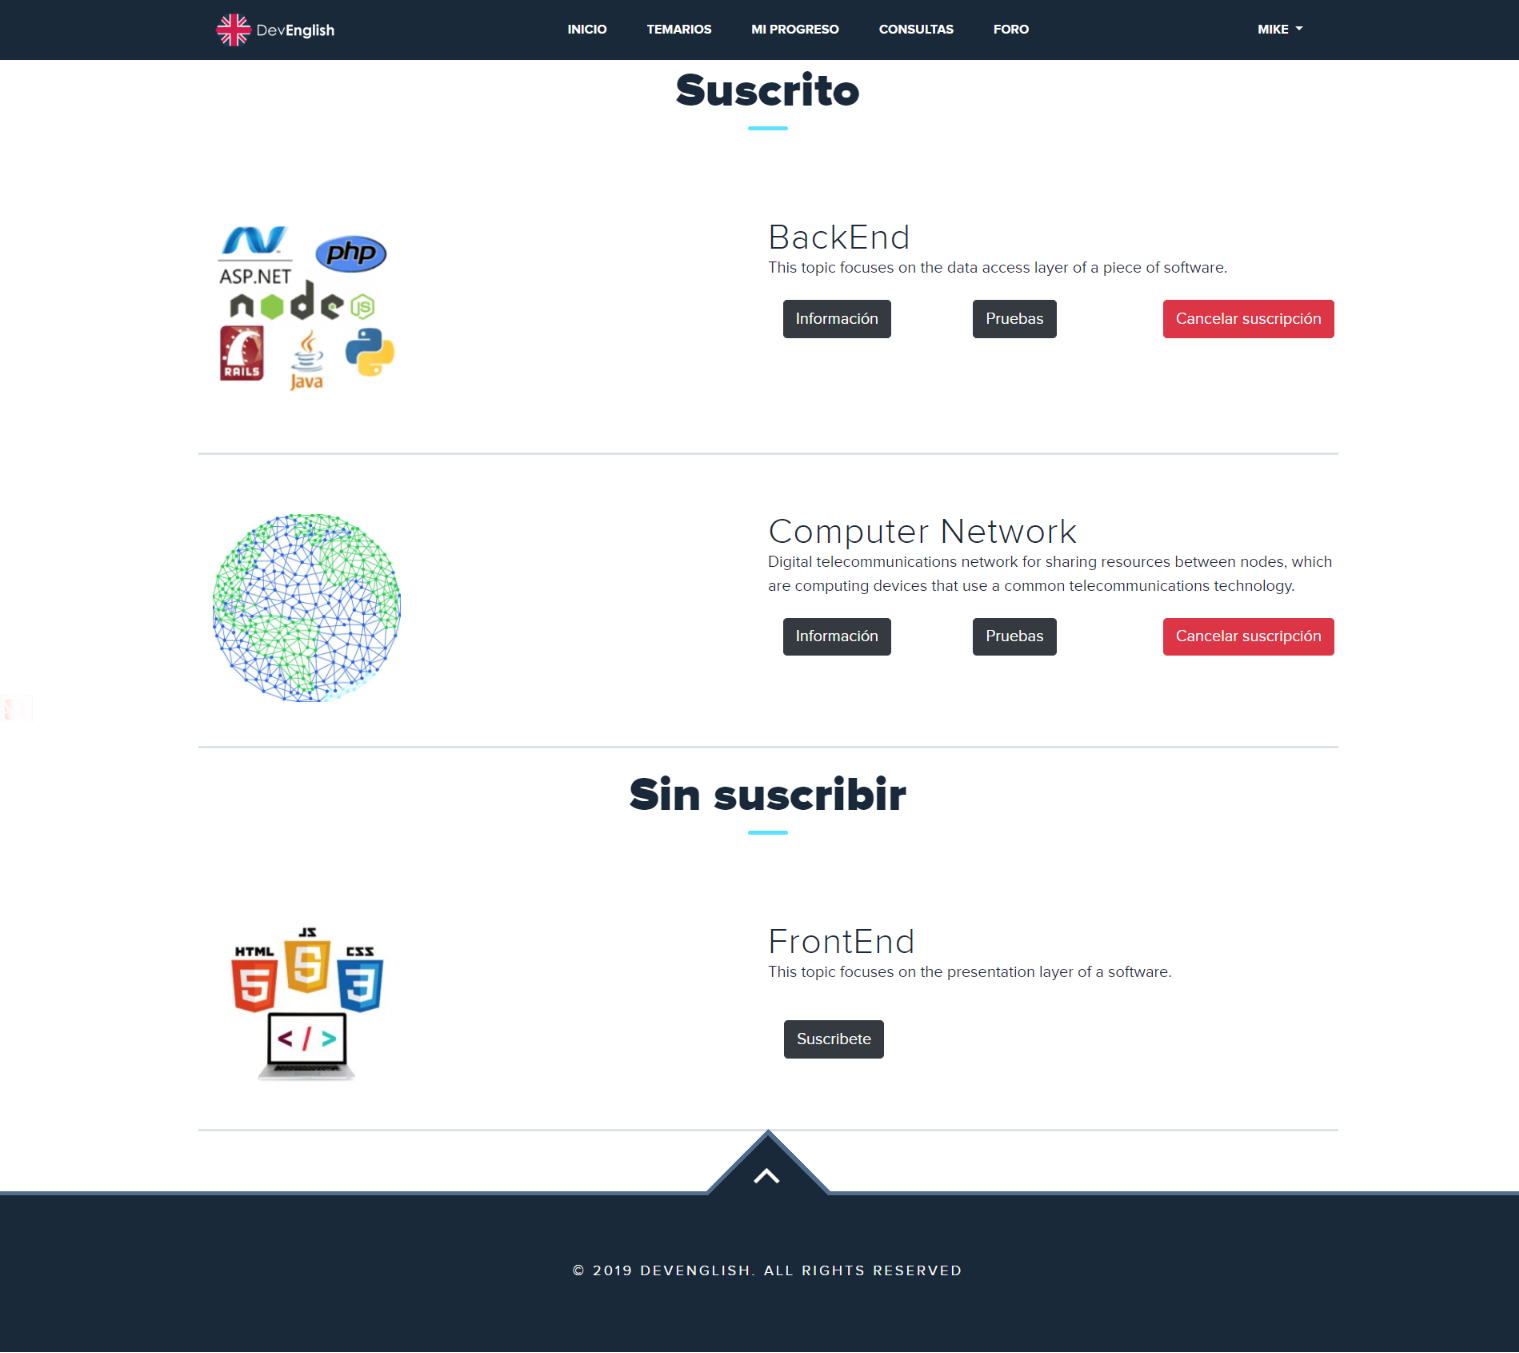 DevEnglish
INICIO
TEMARIOS
MI PROGRESO
CONSULTAS
FORO
MIKE
Suscrito
ASP.NET
php
node
JS
RAILS
Java
BackEnd
This topic focuses on the data access layer of a piece of software.
Información
Pruebas
Cancelar suscripción
Computer Network
Digital telecommunications network for sharing resources between nodes, which
are computing devices that use a common telecommunications technology.
Información
Pruebas
Cancelar suscripción
Sin suscribir
JS
HTML
CSS
5
3
</>
FrontEnd
This topic focuses on the presentation layer of a software.
Suscribete
© 2019 DEVENGLISH. ALL RIGHTS RESERVED